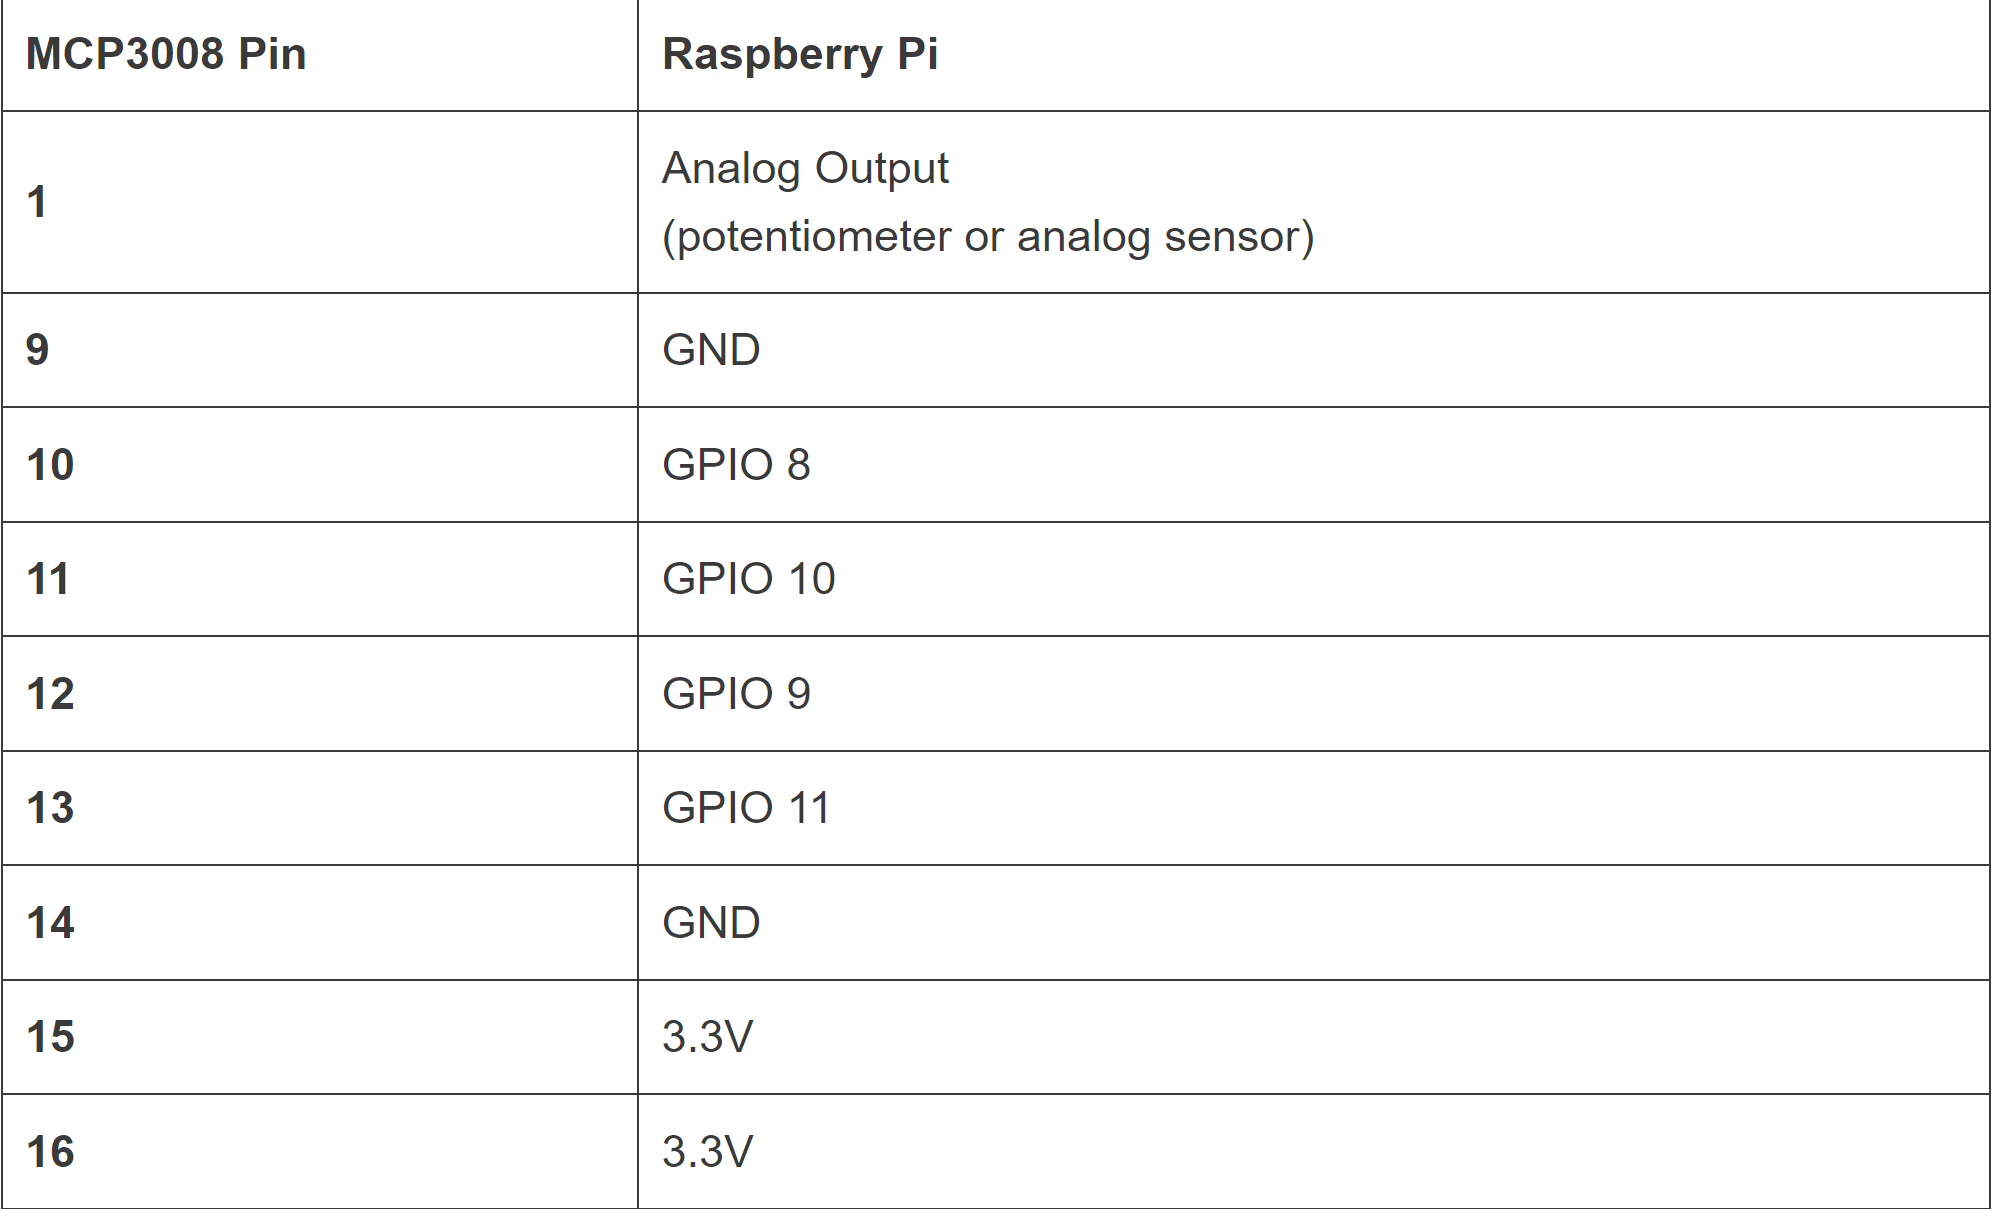 MCP3008 Pin Raspberry Pi
1 Analog Output
(potentiometer or analog sensor)
9 GND
10 GPIO 8
11 GPIO 10
12 GPIO 9
13 GPIO 11
14 GND
15 3.3V
16 3.3V